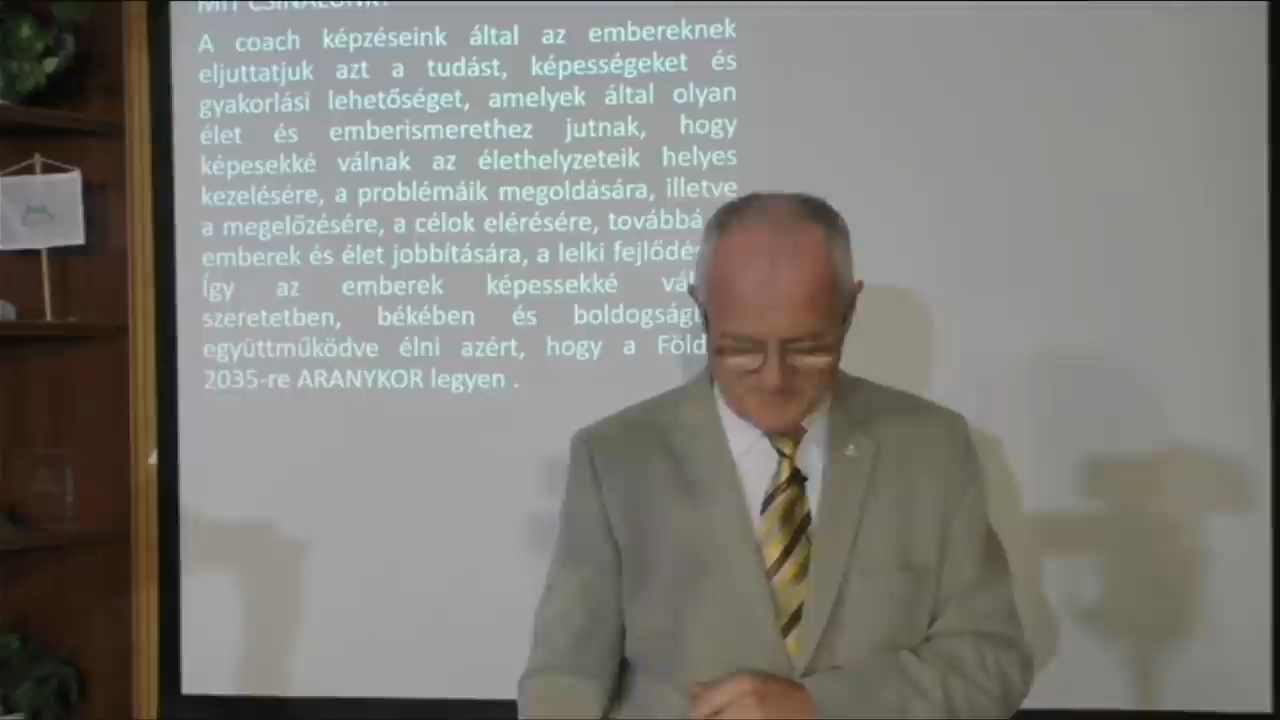 MIT CSINÁLUNK?
A coach képzéseink által az embereknek
eljuttatjuk azt a tudást, képességeket és
gyakorlási lehetőséget, amelyek által olyan
élet és emberismerethez jutnak, hogy
képesekké válnak az élethelyzeteik helyes
kezelésére, a problémáik megoldására, illetve
a megelőzésére, a célok elérésére, továbbá
emberek és élet jobbítására, a lelki
Így az emberek képessekké
szeretetben, békében és
együttműködve élni azért, hogy a
2035-re ARANYKOR legyen .